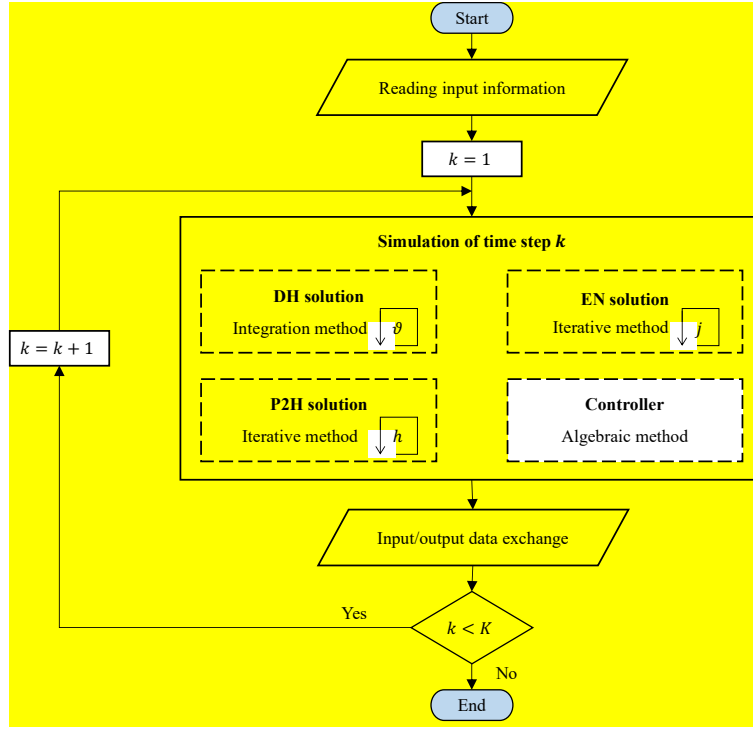 Start
Reading input information
k = 1
Simulation of time step k
DH solution
Integration method ϑ
EN solution
Iterative method j
k = k + 1
P2H solution
Iterative method h
Controller
Algebraic method
Input/output data exchange
Yes
k < K
No
End